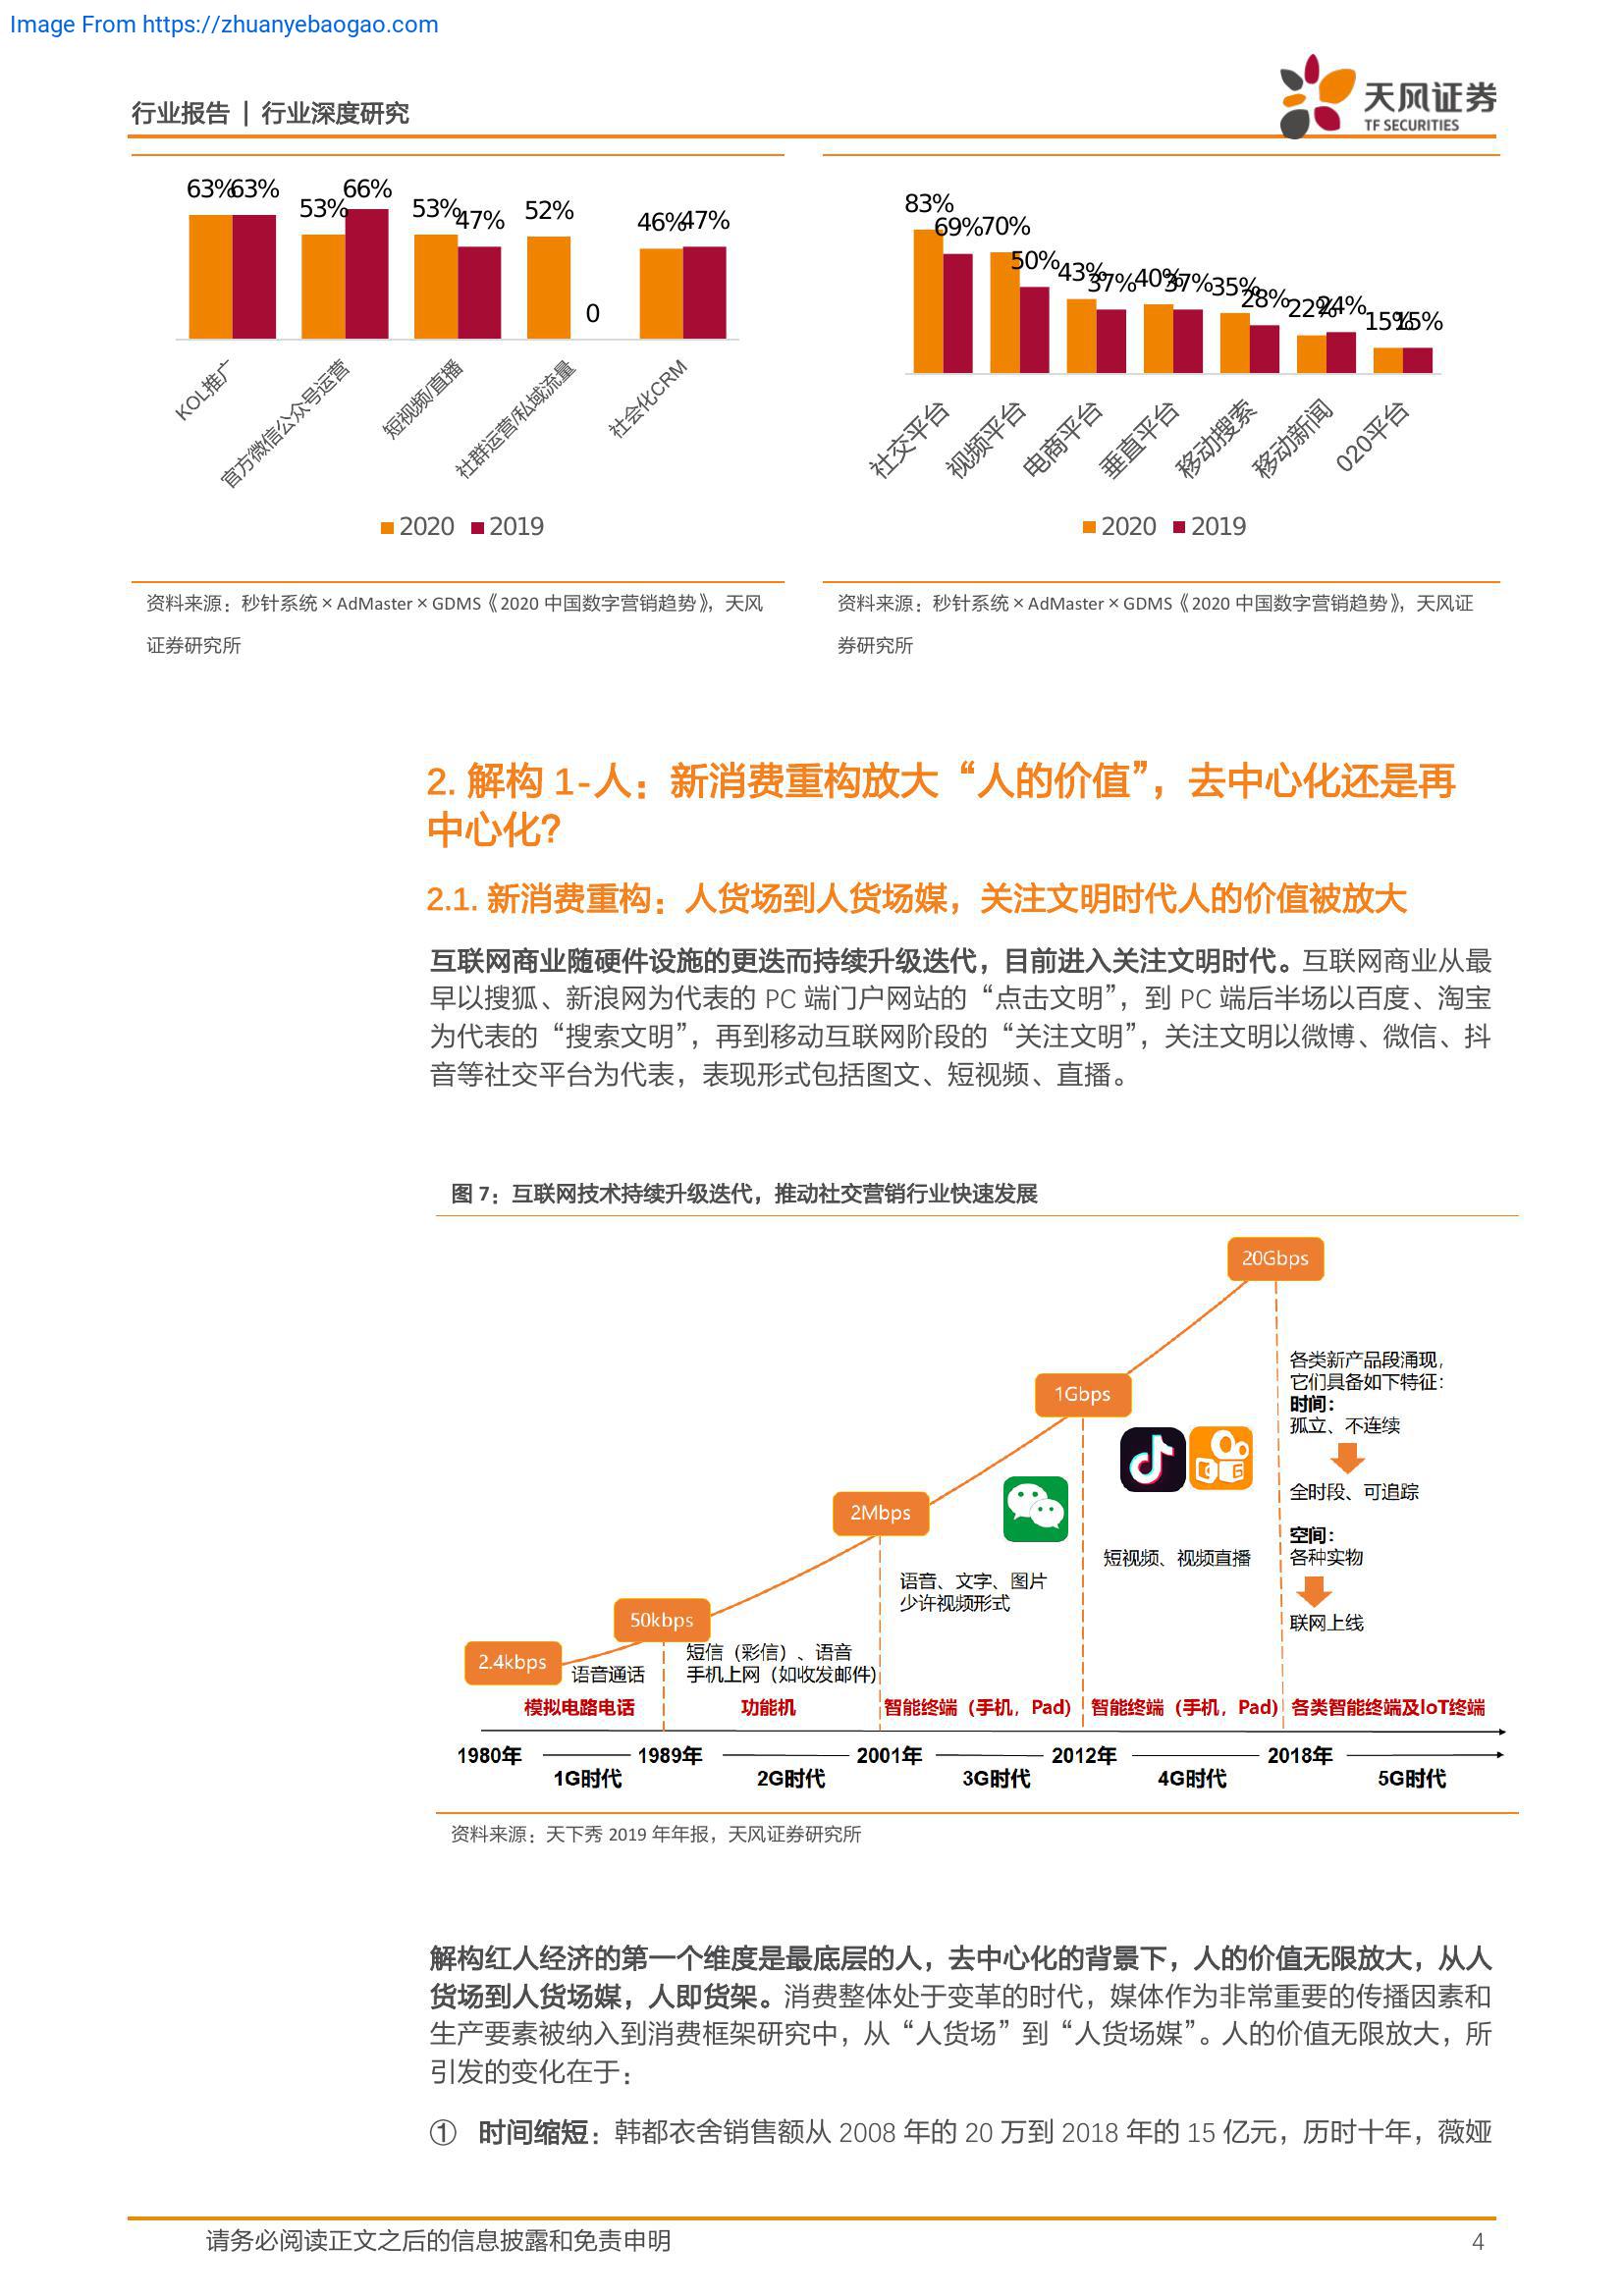 Image From https://zhuanyebaogao.com
行业报告 | 行业深度研究
天风证券
TF SECURITIES
63% 63% 53% 66% 53% 47% 52% 0 46% 47%
KOL推广 官方微信公众号运营 短视频/直播 社群运营/私域流量 社会化CRM
2020 2019
83% 69% 70% 50% 43% 37% 40% 37% 35% 28% 22% 24% 15% 15%
社交平台 视频平台 电商平台 垂直平台 移动搜索 移动新闻 O2O平台
2020 2019
资料来源：秒针系统×AdMaster×GDMS《2020 中国数字营销趋势》，天风
证券研究所
资料来源：秒针系统×AdMaster×GDMS《2020 中国数字营销趋势》，天风证
券研究所
2. 解构 1-人：新消费重构放大“人的价值”，去中心化还是再
中心化？
2.1. 新消费重构：人货场到人货场媒，关注文明时代人的价值被放大
互联网商业随硬件设施的更迭而持续升级迭代，目前进入关注文明时代。互联网商业从最
早以搜狐、新浪网为代表的 PC 端门户网站的“点击文明”，到 PC 端后半场以百度、淘宝
为代表的“搜索文明”，再到移动互联网阶段的“关注文明”，关注文明以微博、微信、抖
音等社交平台为代表，表现形式包括图文、短视频、直播。
图 7：互联网技术持续升级迭代，推动社交营销行业快速发展
20Gbps
1Gbps
2Mbps
50kbps
2.4kbps
各类新产品段涌现，
它们具备如下特征：
时间：
孤立、不连续
全时段、可追踪
空间：
各种实物
联网上线
短视频、视频直播
语音、文字、图片
少许视频形式
短信（彩信）、语音
手机上网（如收发邮件）
语音通话
模拟电路电话 功能机 智能终端（手机，Pad） 智能终端（手机，Pad） 各类智能终端及IoT终端
1980年 1989年 2001年 2012年 2018年
1G时代 2G时代 3G时代 4G时代 5G时代
资料来源：天下秀 2019 年年报，天风证券研究所
解构红人经济的第一个维度是最底层的人，去中心化的背景下，人的价值无限放大，从人
货场到人货场媒，人即货架。消费整体处于变革的时代，媒体作为非常重要的传播因素和
生产要素被纳入到消费框架研究中，从“人货场”到“人货场媒”。人的价值无限放大，所
引发的变化在于：
① 时间缩短：韩都衣舍销售额从 2008 年的 20 万到 2018 年的 15 亿元，历时十年，薇娅
请务必阅读正文之后的信息披露和免责申明
4